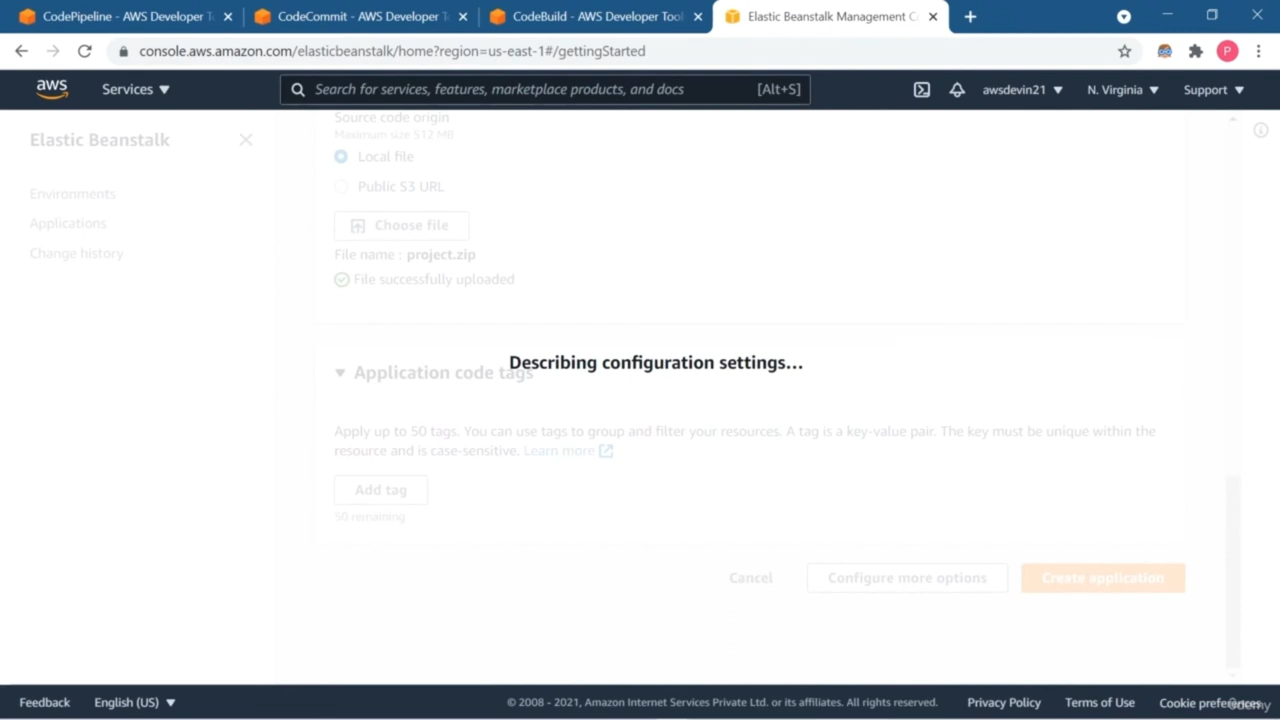 CodePipeline - AWS Developer T
CodeCommit - AWS Developer T
CodeBuild - AWS Developer Tool
Elastic Beanstalk Management C
console.aws.amazon.com/elasticbeanstalk/home?region=us-east-1#/gettingStarted
P
aws
Services ▼
Search for services, features, marketplace products, and docs [Alt+S]
awsdevin21 ▼
N. Virginia ▼
Support ▼
Elastic Beanstalk
Environments
Applications
Change history
Source code origin
Maximum size 512 MB
Local file
Public S3 URL
Choose file
File name : project.zip
File successfully uploaded
Describing configuration settings...
Application code tags
Apply up to 50 tags. You can use tags to group and filter your resources. A tag is a key-value pair. The key must be unique within the
resource and is case-sensitive. Learn more
Add tag
50 remaining
Cancel
Configure more options
Create application
Feedback
English (US) ▼
© 2008 - 2021, Amazon Internet Services Private Ltd. or its affiliates. All rights reserved.
Privacy Policy
Terms of Use
Cookie preferences
udemy